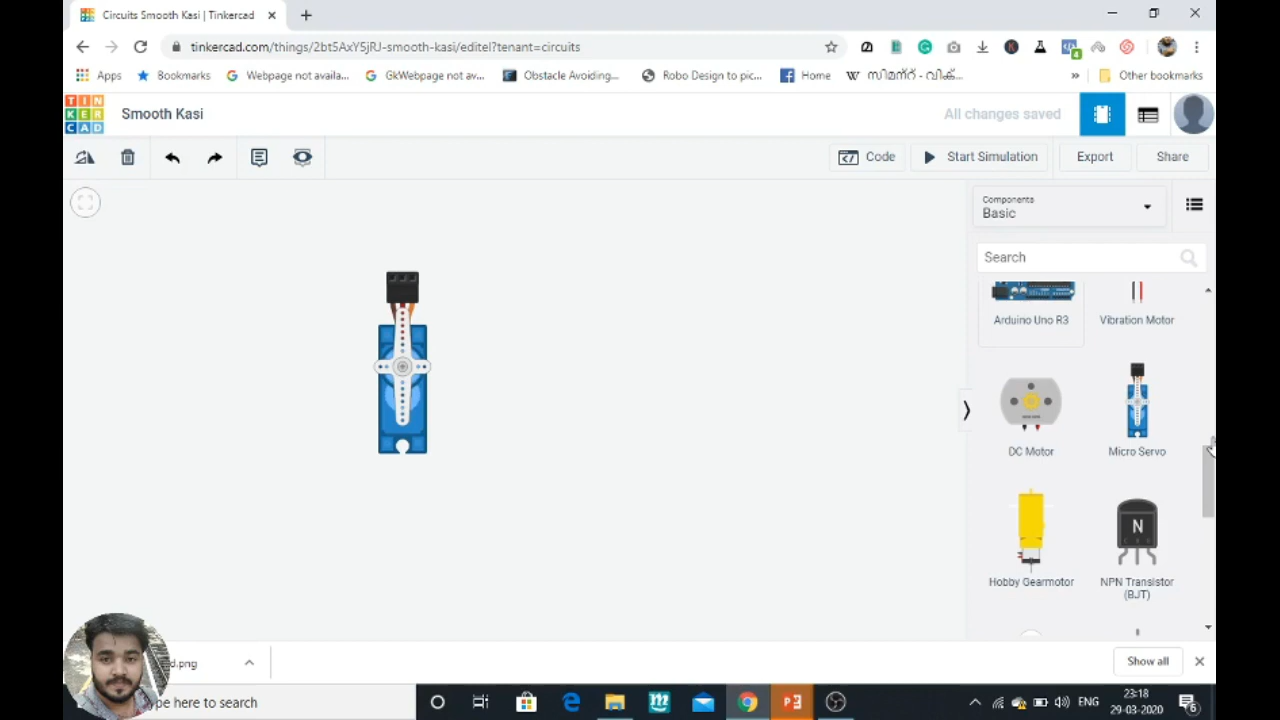 Circuits Smooth Kasi | Tinkercad
tinkercad.com/things/2bt5AxY5jRJ-smooth-kasi/editel?tenant=circuits
4
Apps
Bookmarks
Webpage not availa...
GkWebpage not av...
Obstacle Avoiding...
Robo Design to pic...
Home
സിമന്റ് - വിക്...
»
Other bookmarks
TIN
KER
CAD
Smooth Kasi
All changes saved
Code
Start Simulation
Export
Share
Components
Basic
Search
Arduino Uno R3
Vibration Motor
DC Motor
Micro Servo
Hobby Gearmotor
N
NPN Transistor
(BJT)
d.png
Show all
pe here to search
ENG
23:18
29-03-2020